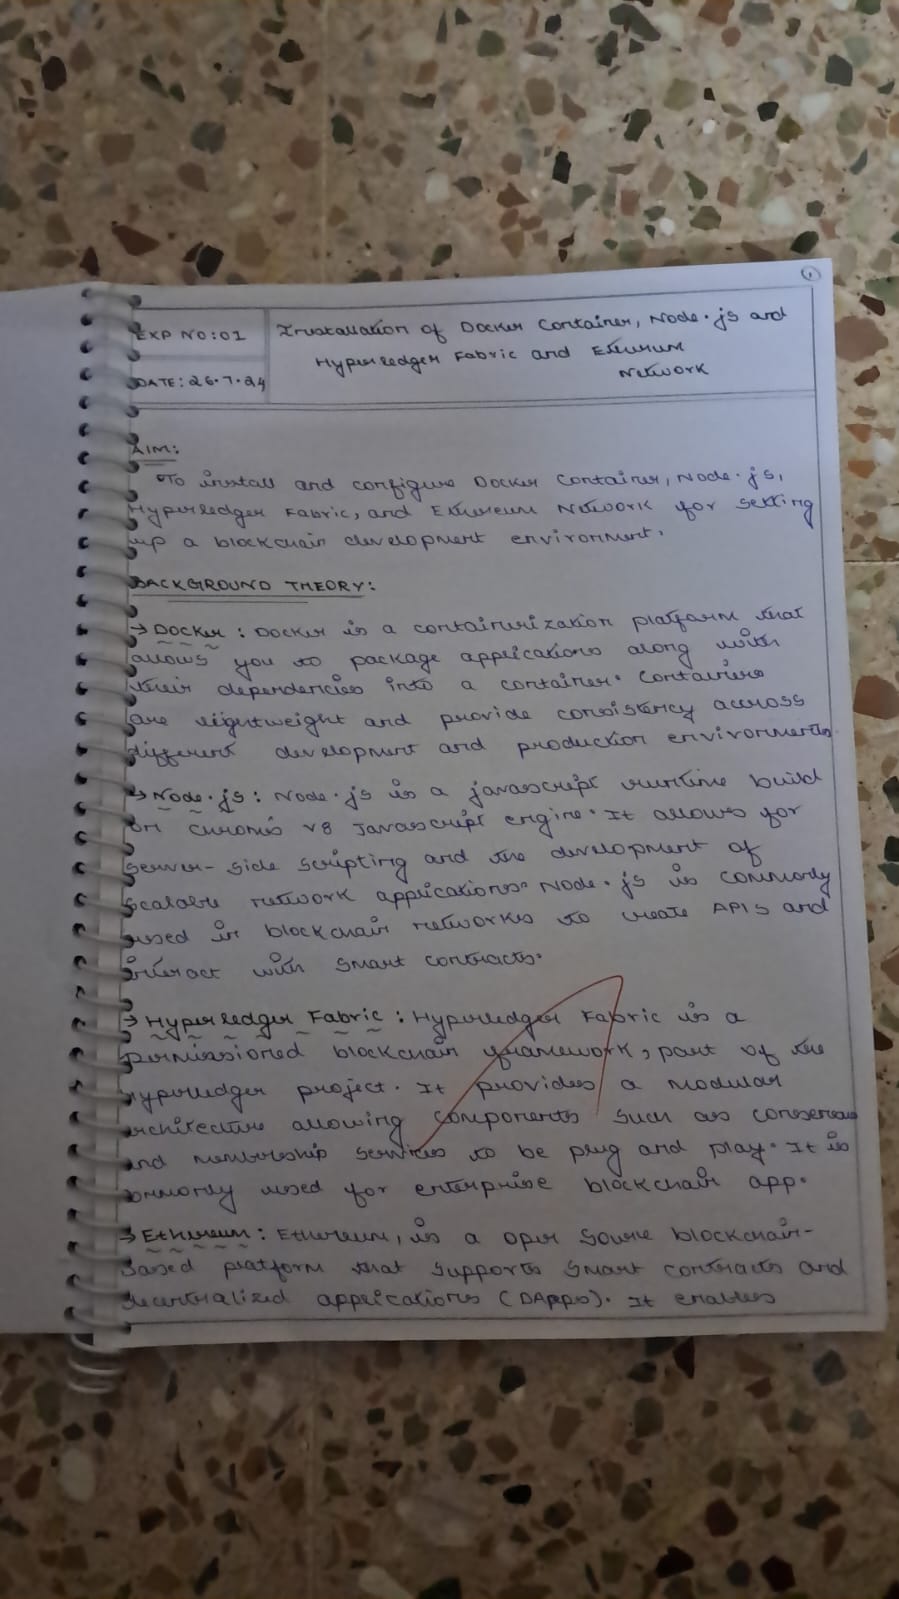 1
EXP NO:01
Installation of Docker Container, Node.js and
Hyperledger Fabric and Ethereum
Network
DATE: 26.7.24
AIM:
To install and configure Docker Container, Node.js,
Hyperledger Fabric, and Ethereum Network for setting
up a blockchain development environment.
BACKGROUND THEORY:
→ Docker : Docker is a containerization platform that
allows you to package applications along with
their dependencies into a container. Containers
are lightweight and provide consistency across
different development and production environments.
→ Node.js : Node.js is a javascript runtime build
on Chrome's V8 Javascript engine. It allows for
server-side scripting and the development of
scalable network applications. Node.js is commonly
used in blockchain networks to create APIs and
interact with smart contracts.
→ Hyperledger Fabric : Hyperledger Fabric is a
permissioned blockchain framework, part of the
hyperledger project. It provides a modular
architecture allowing components such as consensus
and membership services to be plug and play. It is
ommonly used for enterprise blockchain app.
→ Ethereum : Ethereum, is a open source blockchain-
based platform that supports smart contracts and
decentralized applications (DApps). It enables